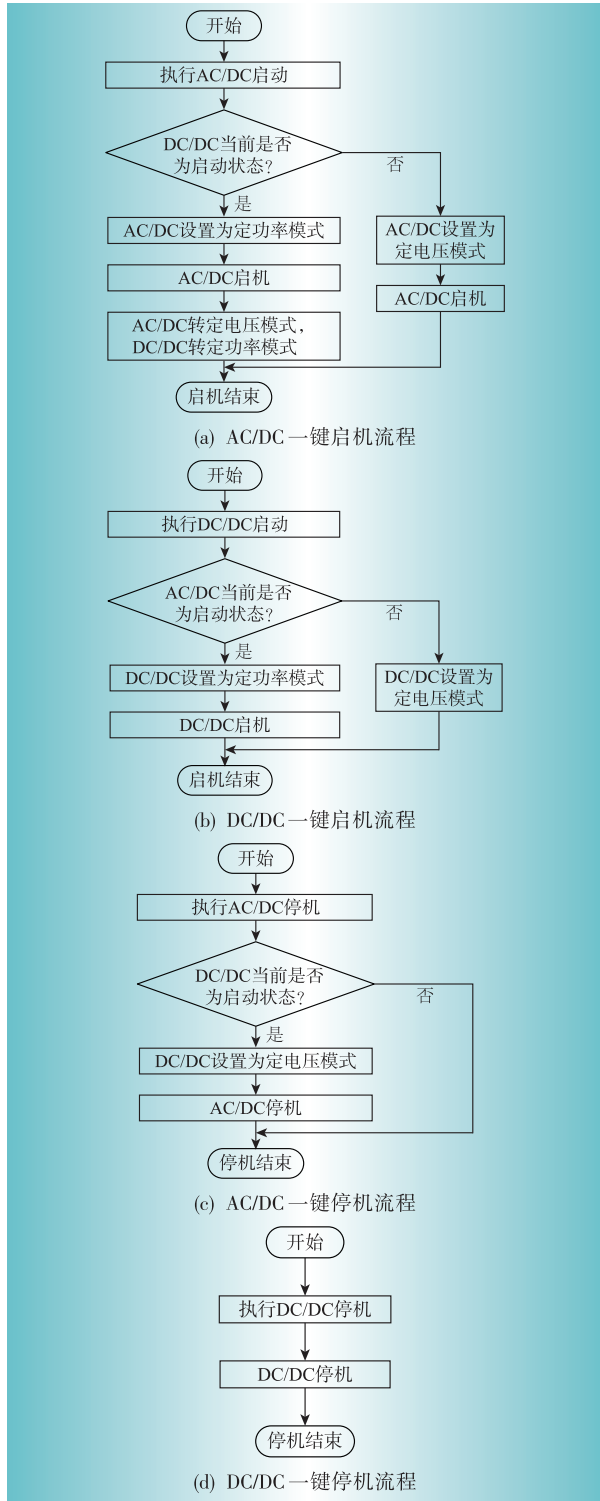 开始
执行AC/DC启动
DC/DC当前是否
为启动状态？
否
是
AC/DC设置为定功率模式
AC/DC设置为
定电压模式
AC/DC启机
AC/DC启机
AC/DC转定电压模式，
DC/DC转定功率模式
启机结束
(a) AC/DC一键启机流程
开始
执行DC/DC启动
AC/DC当前是否
为启动状态？
否
是
DC/DC设置为定功率模式
DC/DC设置为
定电压模式
DC/DC启机
启机结束
(b) DC/DC一键启机流程
开始
执行AC/DC停机
DC/DC当前是否
为启动状态？
否
是
DC/DC设置为定电压模式
AC/DC停机
停机结束
(c) AC/DC一键停机流程
开始
执行DC/DC停机
DC/DC停机
停机结束
(d) DC/DC一键停机流程